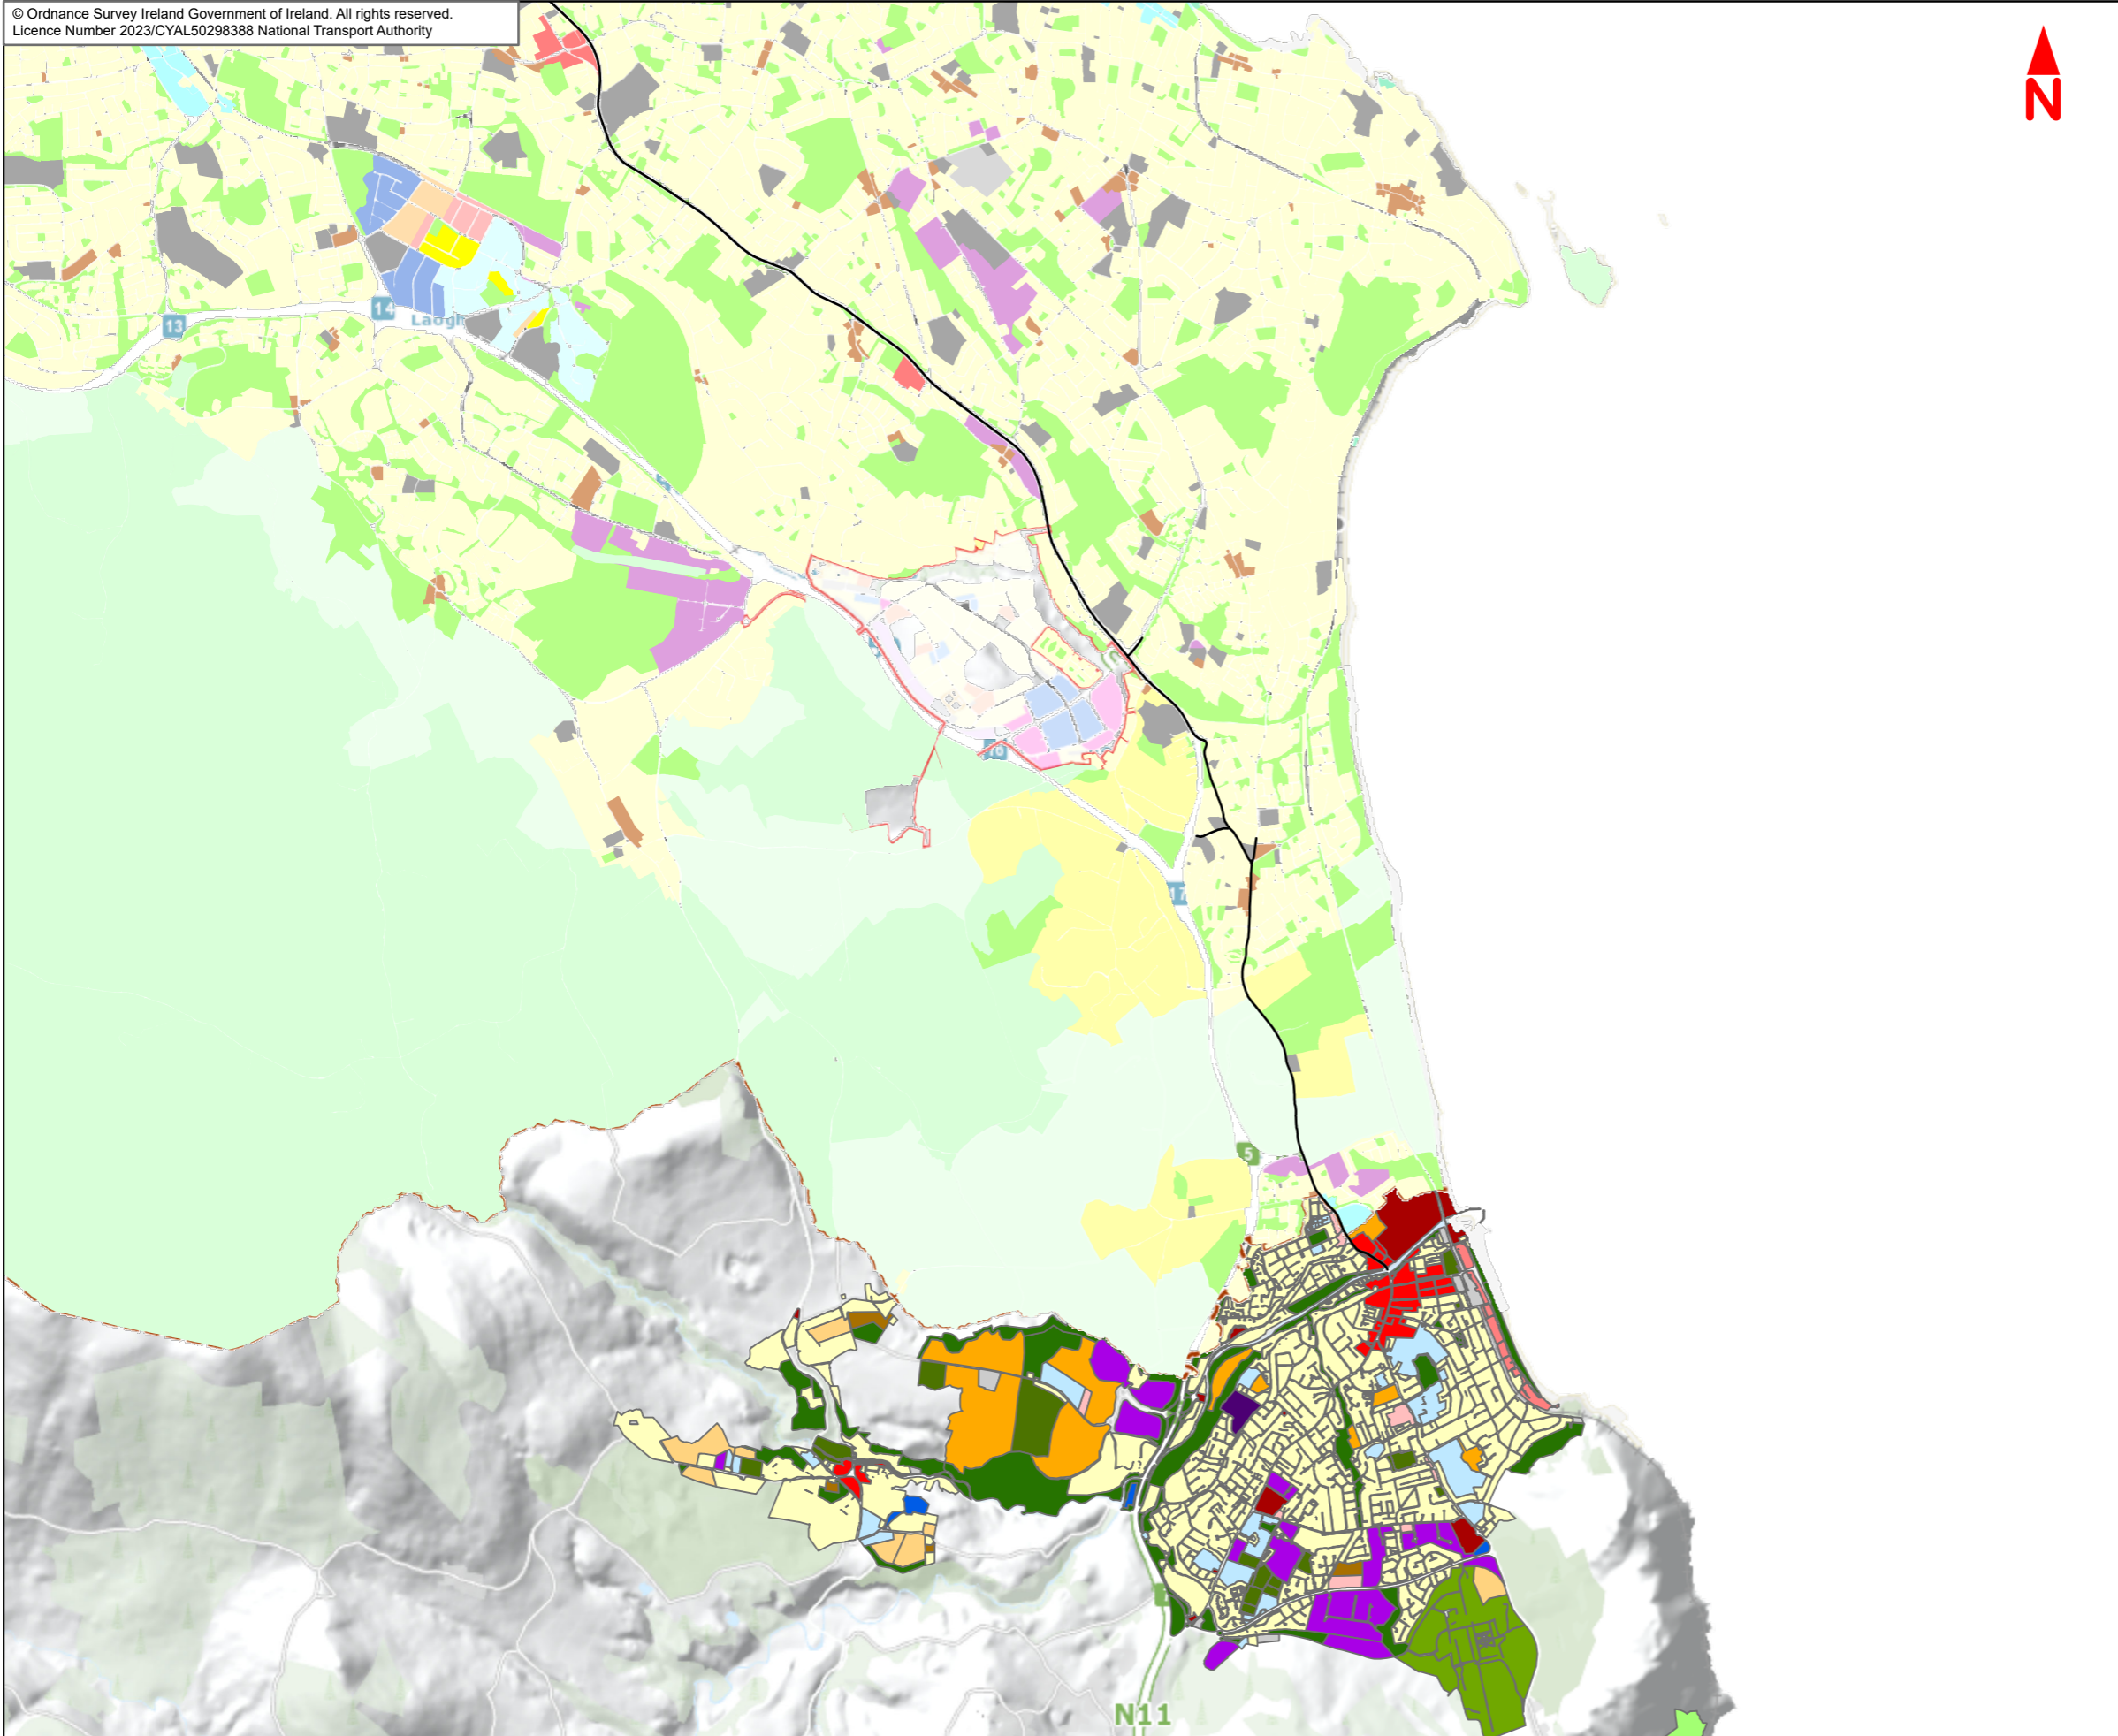 © Ordnance Survey Ireland Government of Ireland. All rights reserved.
Licence Number 2023/CYAL50298388 National Transport Authority
N
14
13
Laogh
16
17
5
N11